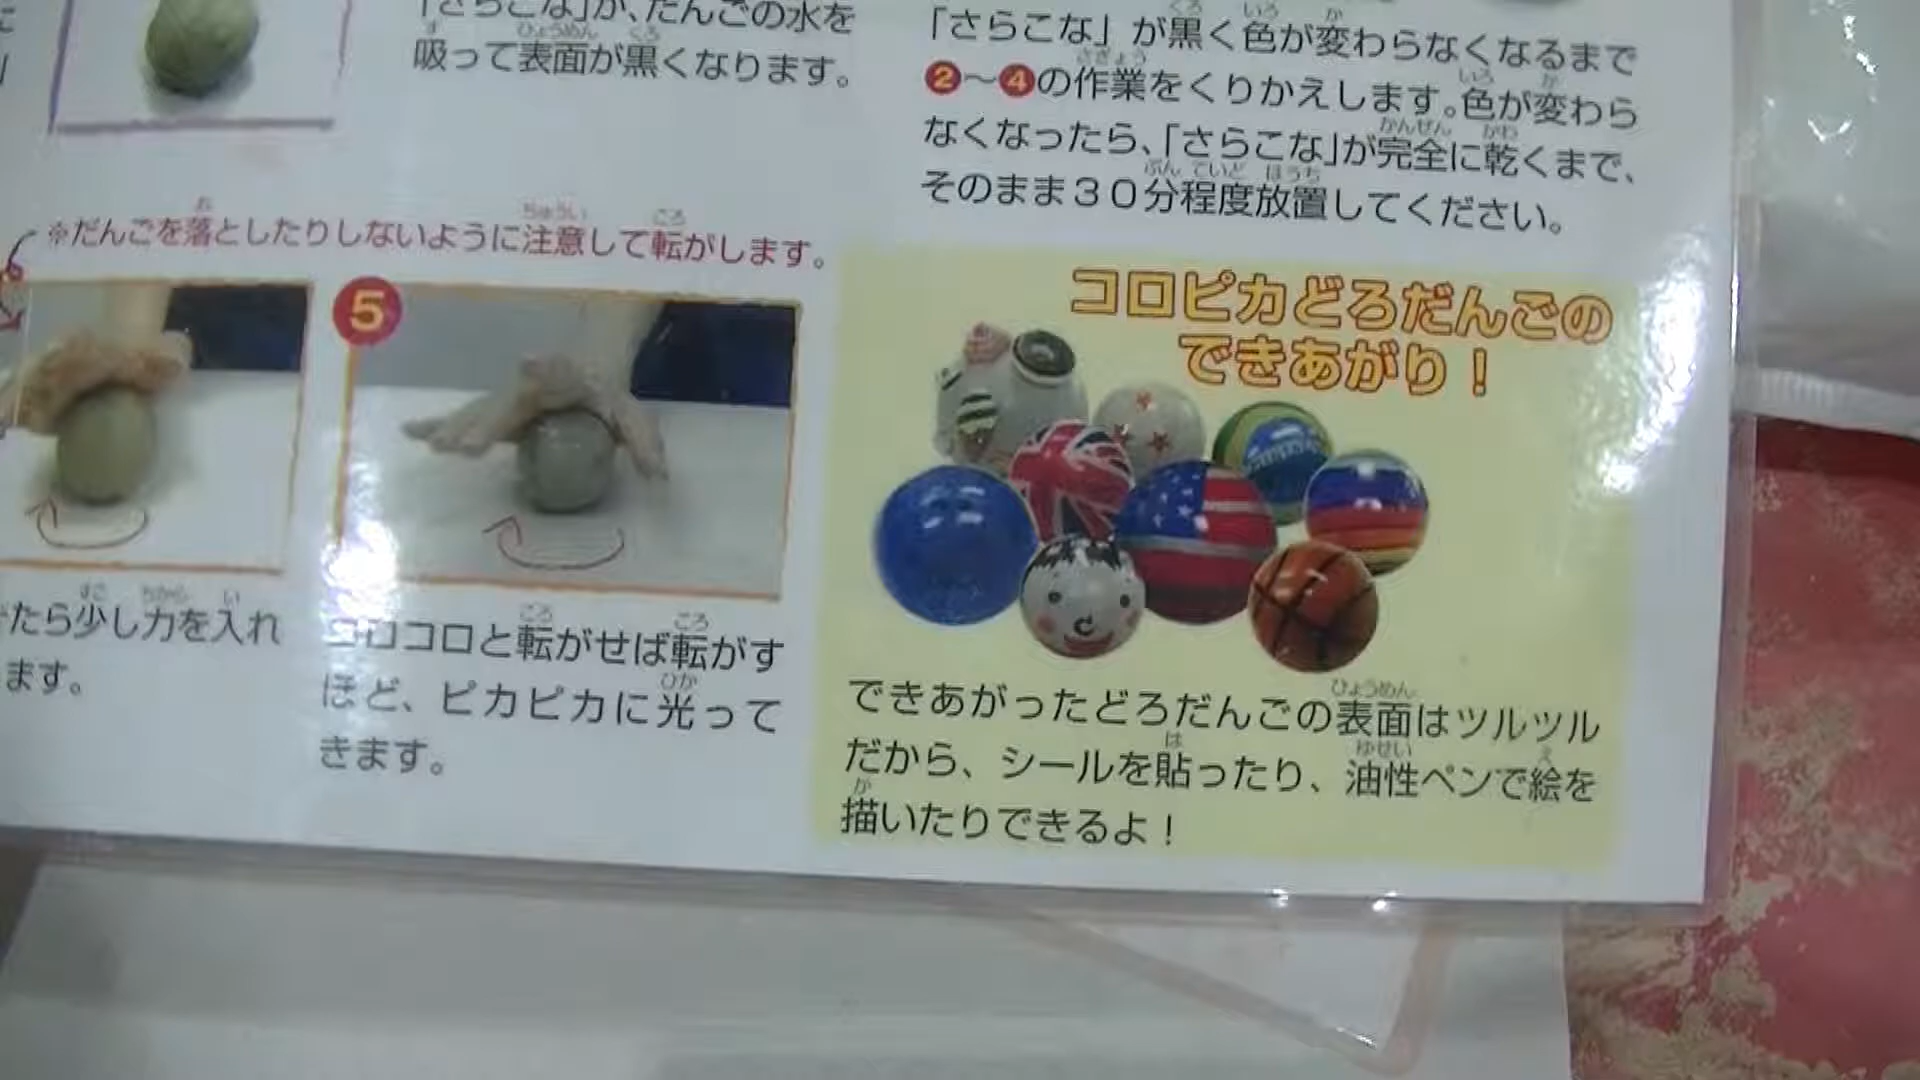 「さらこな」が、だんごの水を
吸って表面が黒くなります。
「さらこな」が黒く色が変わらなくなるまで
2〜4の作業をくりかえします。色が変わら
なくなったら、「さらこな」が完全に乾くまで、
そのまま30分程度放置してください。
※だんごを落としたりしないように注意して転がします。
たら少し力を入れ
ます。
5
コロコロと転がせば転がす
ほど、ピカピカに光って
きます。
コロピカどろだんごの
できあがり!
できあがったどろだんごの表面はツルツル
だから、シールを貼ったり、油性ペンで絵を
描いたりできるよ!